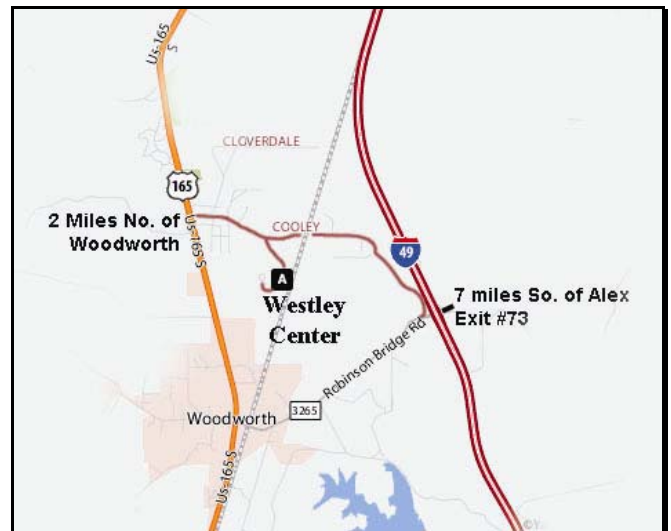 Us-165
S
CLOVERDALE
165
2 Miles No. of
Woodworth
Us-165 S
COOLEY
49
A
Westley
Center
7 miles So. of Alex
Exit #73
Robinson Bridge Rd
3265
Woodworth
Us-165 S